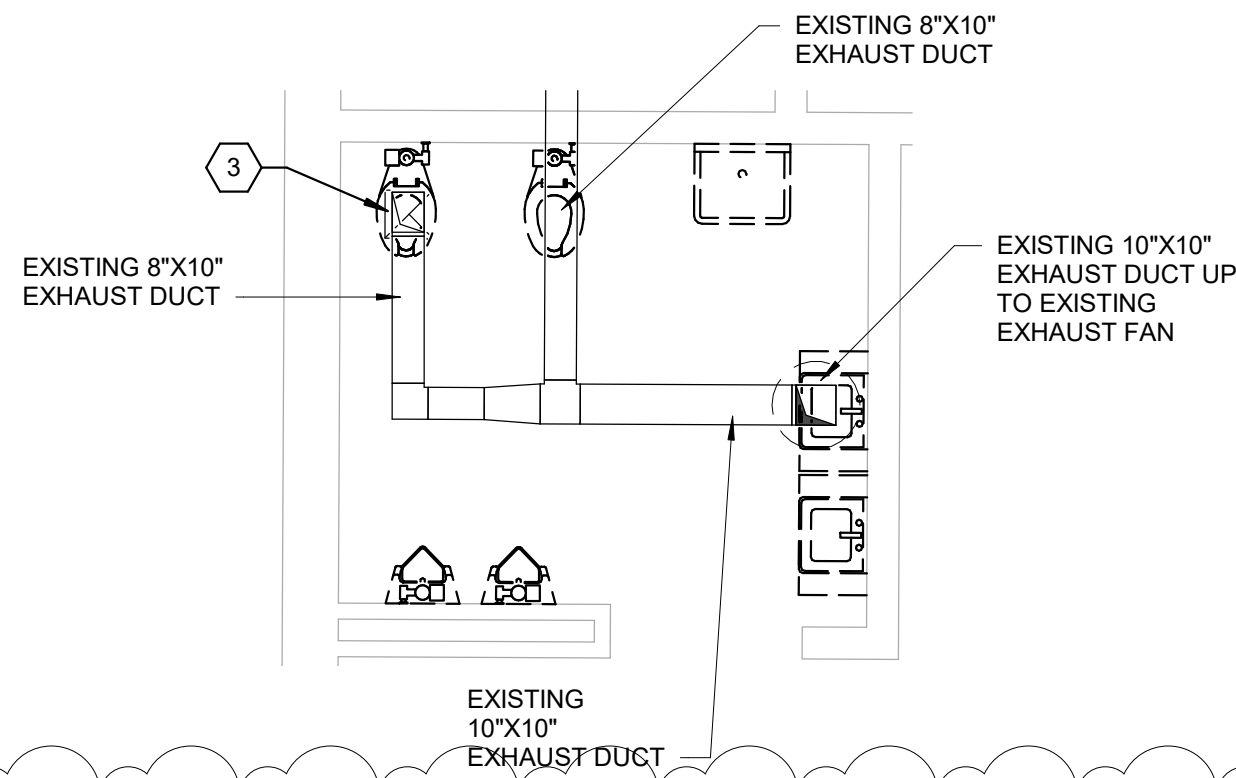 EXISTING 8"X10"
EXHAUST DUCT
3
EXISTING 8"X10"
EXHAUST DUCT
EXISTING 10"X10"
EXHAUST DUCT UP
TO EXISTING
EXHAUST FAN
EXISTING
10"X10"
EXHAUST DUCT